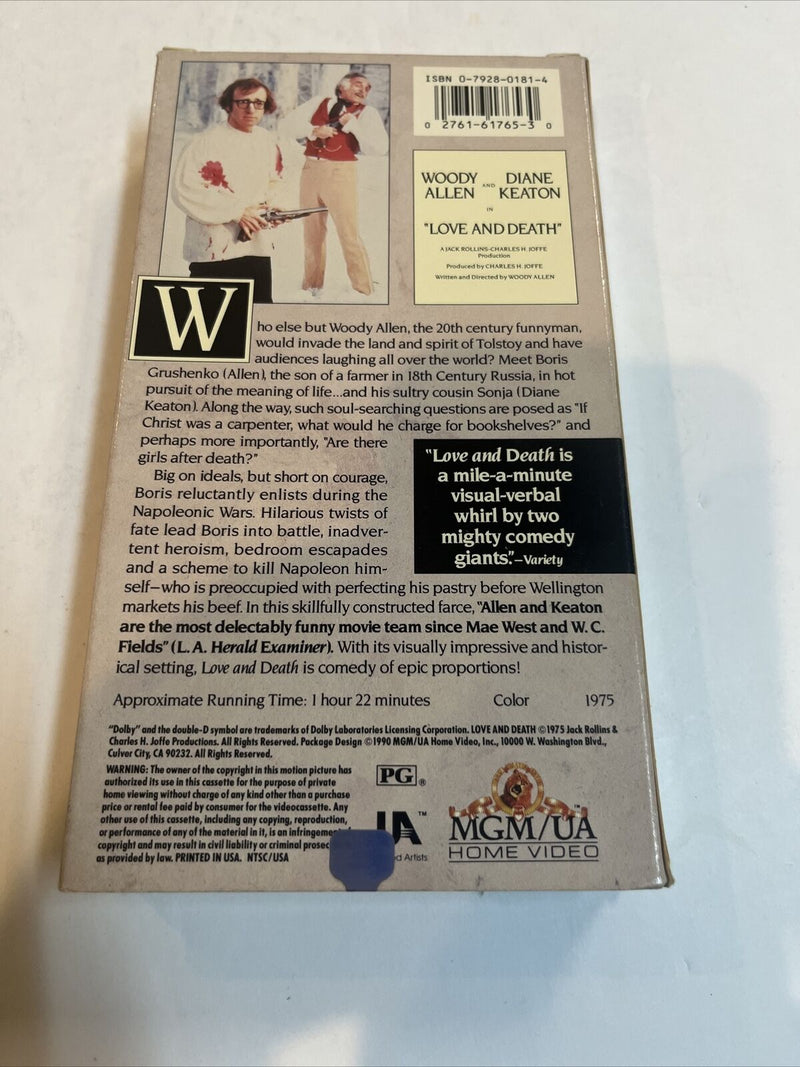 ISBN 0-7928-0181-4
0 2761-61765-3 0
WOODY ALLEN AND DIANE KEATON
IN
"LOVE AND DEATH"
A JACK ROLLINS-CHARLES H. JOFFE
Production
Produced by CHARLES H. JOFFE
Written and Directed by WOODY ALLEN
Who else but Woody Allen, the 20th century funnyman,
would invade the land and spirit of Tolstoy and have
audiences laughing all over the world? Meet Boris
Grushenko (Allen), the son of a farmer in 18th Century Russia, in hot
pursuit of the meaning of life...and his sultry cousin Sonja (Diane
Keaton). Along the way, such soul-searching questions are posed as "If
Christ was a carpenter, what would he charge for bookshelves?" and
perhaps more importantly, "Are there
girls after death?"
Big on ideals, but short on courage,
Boris reluctantly enlists during the
Napoleonic Wars. Hilarious twists of
fate lead Boris into battle, inadver-
tent heroism, bedroom escapades
and a scheme to kill Napoleon him-
self—who is preoccupied with perfecting his pastry before Wellington
markets his beef. In this skillfully constructed farce, "Allen and Keaton
are the most delectably funny movie team since Mae West and W. C.
Fields" (L. A. Herald Examiner). With its visually impressive and histor-
ical setting, Love and Death is comedy of epic proportions!
"Love and Death is
a mile-a-minute
visual-verbal
whirl by two
mighty comedy
giants."—Variety
Approximate Running Time: 1 hour 22 minutes Color 1975
"Dolby" and the double-D symbol are trademarks of Dolby Laboratories Licensing Corporation. LOVE AND DEATH ©1975 Jack Rollins &
Charles H. Joffe Productions. All Rights Reserved. Package Design ©1990 MGM/UA Home Video, Inc., 10000 W. Washington Blvd.,
Culver City, CA 90232. All Rights Reserved.
WARNING: The owner of the copyright in this motion picture has
authorized its use in this cassette for the purpose of private
home viewing without charge of any kind other than a purchase
price or rental fee paid by consumer for the videocassette. Any
other use of this cassette, including any copying, reproduction,
or performance of any of the material in it, is an infringeme
copyright and may result in civil liability or criminal prosec
as provided by law. PRINTED IN USA. NTSC/USA
PG ®
UA ™
d Artists
MGM/UA ™
HOME VIDEO